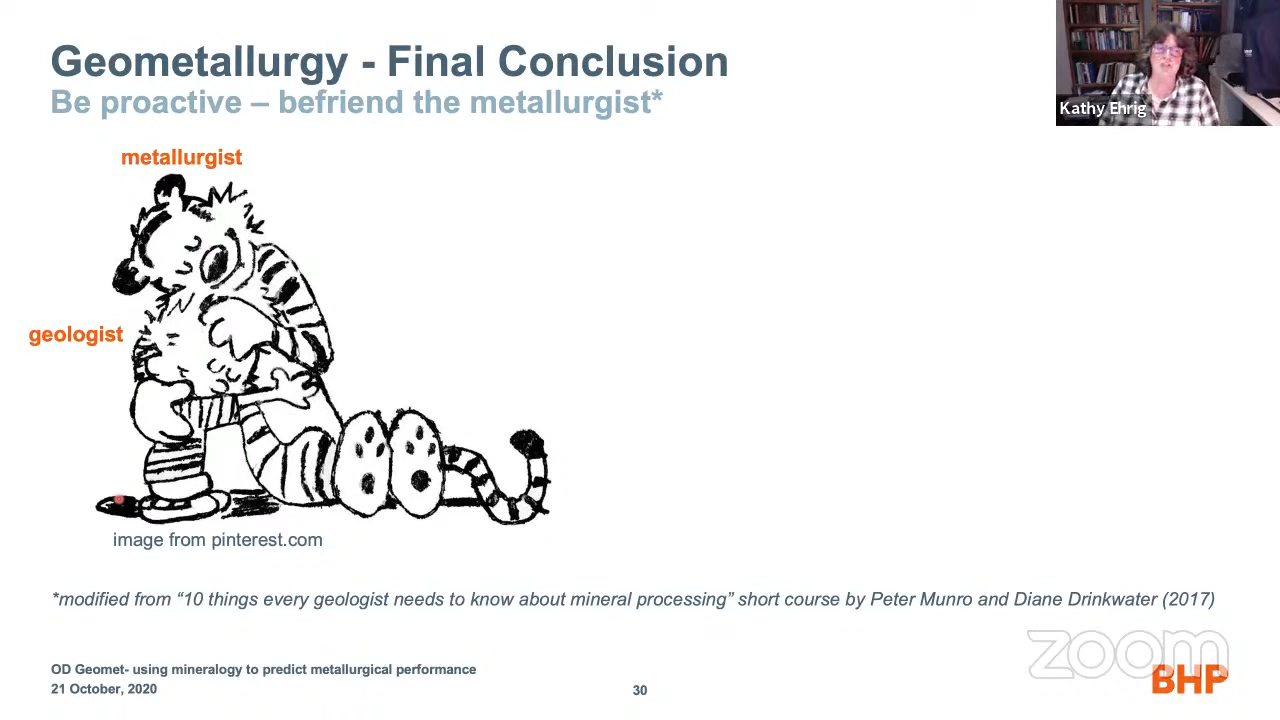 Geometallurgy - Final Conclusion
Be proactive – befriend the metallurgist*
Kathy Ehrig
metallurgist
geologist
image from pinterest.com
*modified from “10 things every geologist needs to know about mineral processing” short course by Peter Munro and Diane Drinkwater (2017)
zoom
OD Geomet- using mineralogy to predict metallurgical performance
21 October, 2020
30
BHP